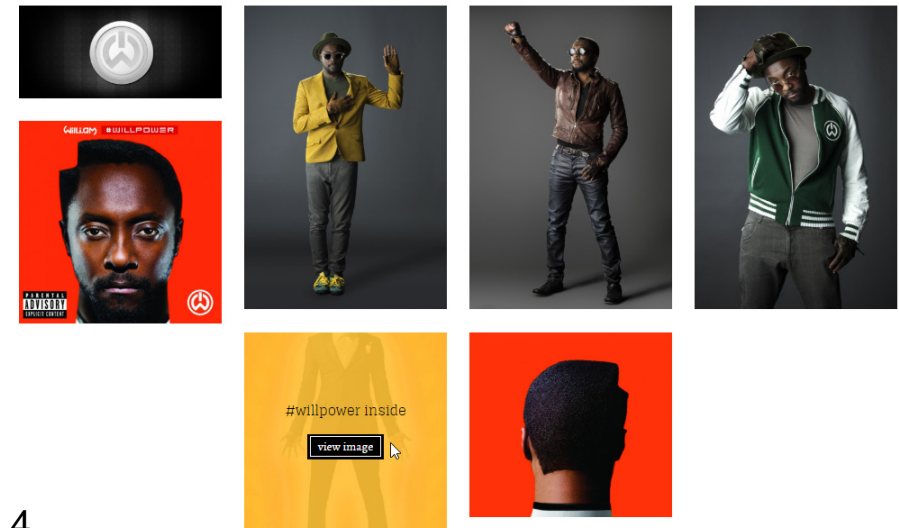 will.i.am #WILLPOWER
PARENTAL
ADVISORY
EXPLICIT CONTENT
#willpower inside
view image
4